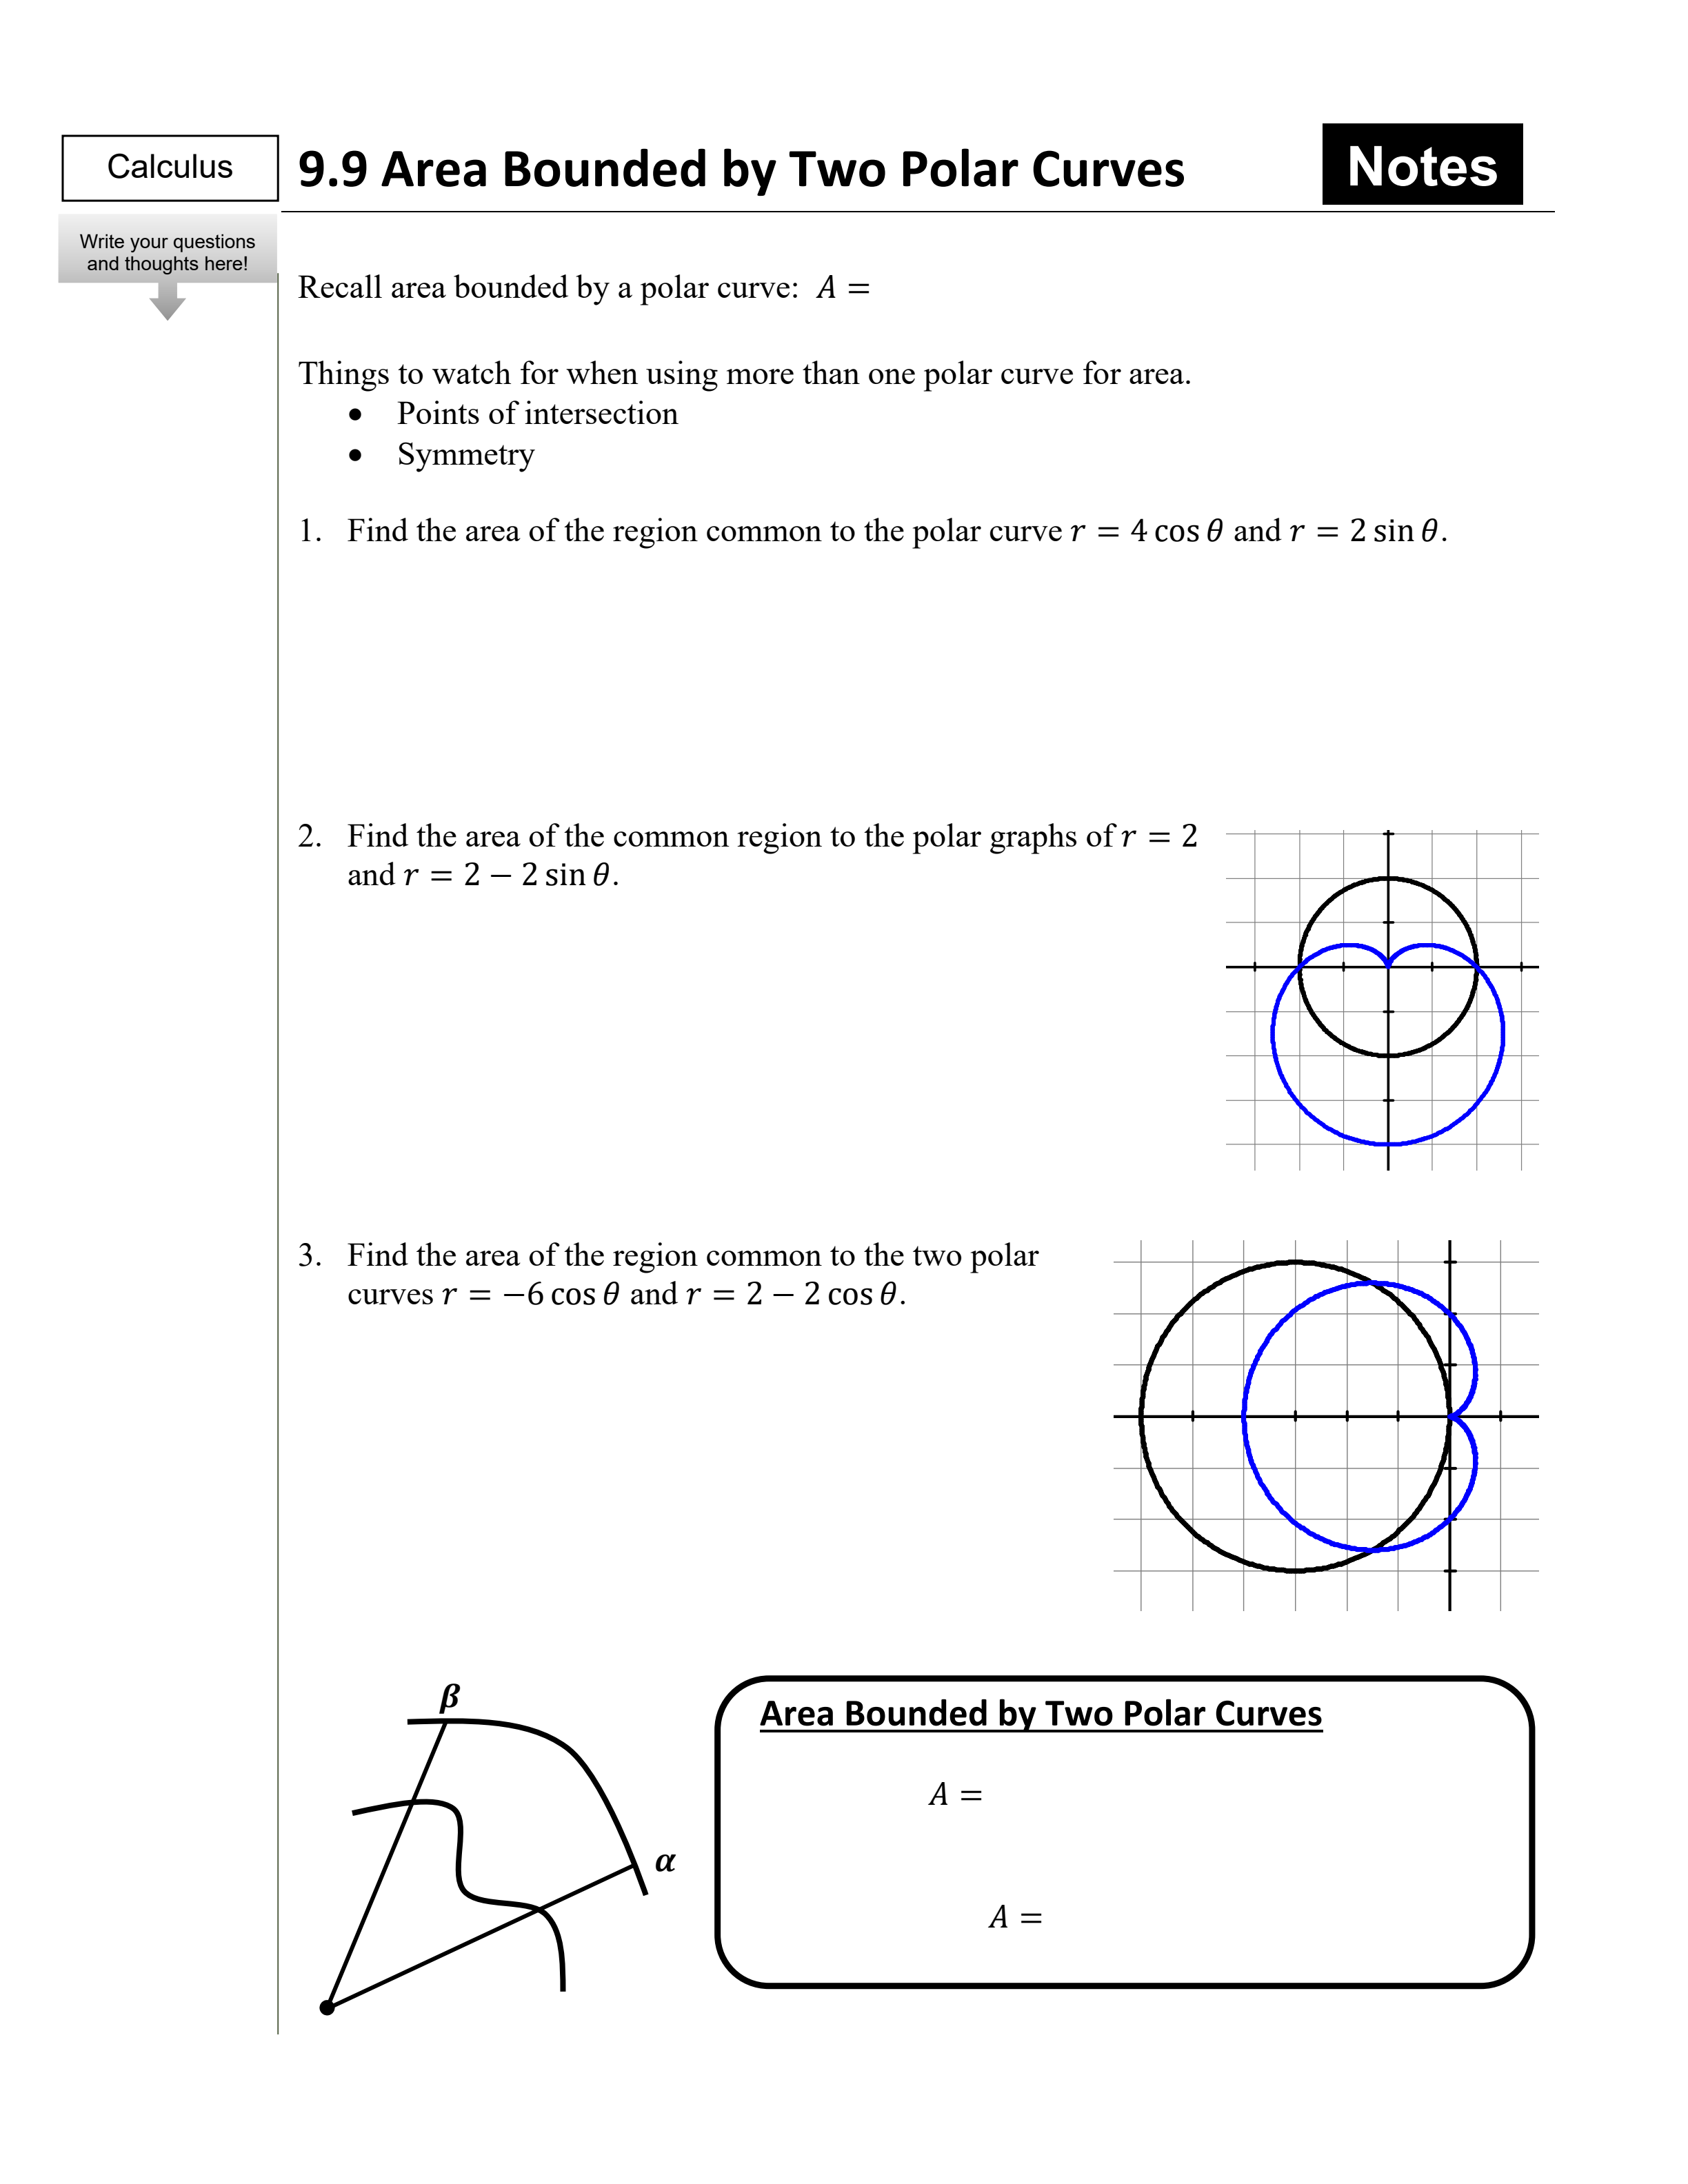 Calculus
9.9 Area Bounded by Two Polar Curves
Notes
Write your questions
and thoughts here!
Recall area bounded by a polar curve: A =
Things to watch for when using more than one polar curve for area.
• Points of intersection
• Symmetry
1. Find the area of the region common to the polar curve r = 4 cos θ and r = 2 sin θ.
2. Find the area of the common region to the polar graphs of r = 2
and r = 2 − 2 sin θ.
3. Find the area of the region common to the two polar
curves r = −6 cos θ and r = 2 − 2 cos θ.
β
α
Area Bounded by Two Polar Curves
A =
A =